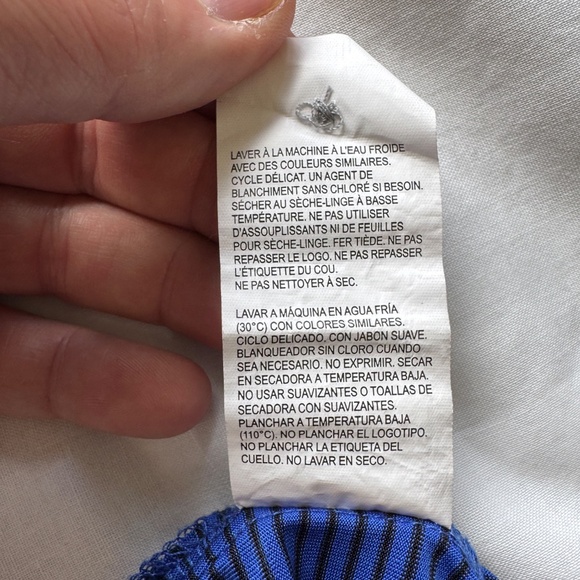 LAVER À LA MACHINE À L'EAU FROIDE
AVEC DES COULEURS SIMILAIRES.
CYCLE DÉLICAT. UN AGENT DE
BLANCHIMENT SANS CHLORÉ SI BESOIN.
SÉCHER AU SÈCHE-LINGE À BASSE
TEMPÉRATURE. NE PAS UTILISER
D'ASSOUPLISSANTS NI DE FEUILLES
POUR SÈCHE-LINGE. FER TIÈDE. NE PAS
REPASSER LE LOGO. NE PAS REPASSER
L'ÉTIQUETTE DU COU.
NE PAS NETTOYER À SEC.
LAVAR A MÁQUINA EN AGUA FRÍA
(30°C) CON COLORES SIMILARES.
CICLO DELICADO, CON JABON SUAVE.
BLANQUEADOR SIN CLORO CUANDO
SEA NECESARIO. NO EXPRIMIR. SECAR
EN SECADORA A TEMPERATURA BAJA.
NO USAR SUAVIZANTES O TOALLAS DE
SECADORA CON SUAVIZANTES.
PLANCHAR A TEMPERATURA BAJA
(110°C). NO PLANCHAR EL LOGOTIPO.
NO PLANCHAR LA ETIQUETA DEL
CUELLO. NO LAVAR EN SECO.